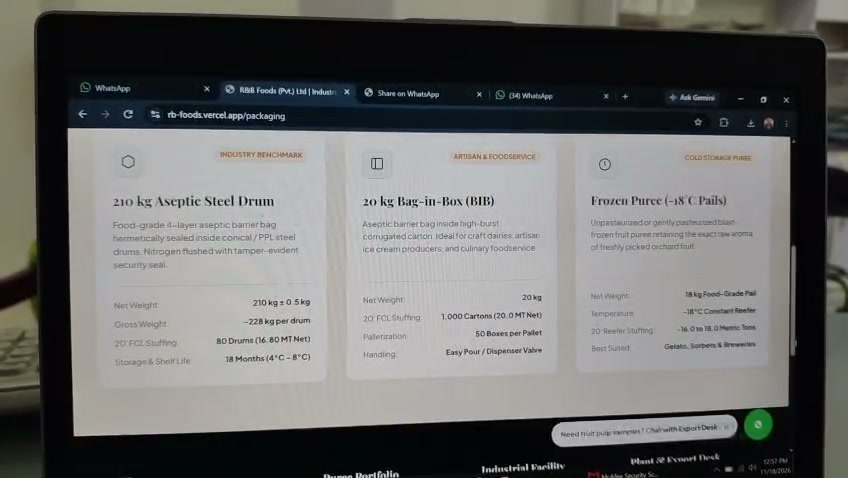 WhatsApp
R&B Foods (Pvt.) Ltd | Industri
Share on WhatsApp
(34) WhatsApp
Ask Gemini
rb-foods.vercel.app/packaging
INDUSTRY BENCHMARK
210 kg Aseptic Steel Drum
Food-grade 4-layer aseptic barrier bag
hermetically sealed inside conical / PPL steel
drums. Nitrogen flushed with tamper-evident
security seal.
Net Weight: 210 kg ± 0.5 kg
Gross Weight: ~228 kg per drum
20' FCL Stuffing: 80 Drums (16.80 MT Net)
Storage & Shelf Life: 18 Months (4°C – 8°C)
ARTISAN & FOODSERVICE
20 kg Bag-in-Box (BIB)
Aseptic barrier bag inside high-burst
corrugated carton. Ideal for craft dairies, artisan
ice cream producers, and culinary foodservice.
Net Weight: 20 kg
20' FCL Stuffing: 1,000 Cartons (20.0 MT Net)
Palletization: 50 Boxes per Pallet
Handling: Easy Pour / Dispenser Valve
COLD STORAGE PUREE
Frozen Puree (-18°C Pails)
Unpasteurized or gently pasteurized blast-
frozen fruit puree retaining the exact raw aroma
of freshly picked orchard fruit.
Net Weight: 18 kg Food-Grade Pail
Temperature: -18°C Constant Reefer
20' Reefer Stuffing: ~16.0 to 18.0 Metric Tons
Best Suited: Gelato, Sorbets & Breweries
Need fruit pulp samples? Chat with Export Desk
Puree Portfolio
Industrial Facility
Plant & Export Desk
McAfee Security Sc...
12:57 PM
11/18/2026